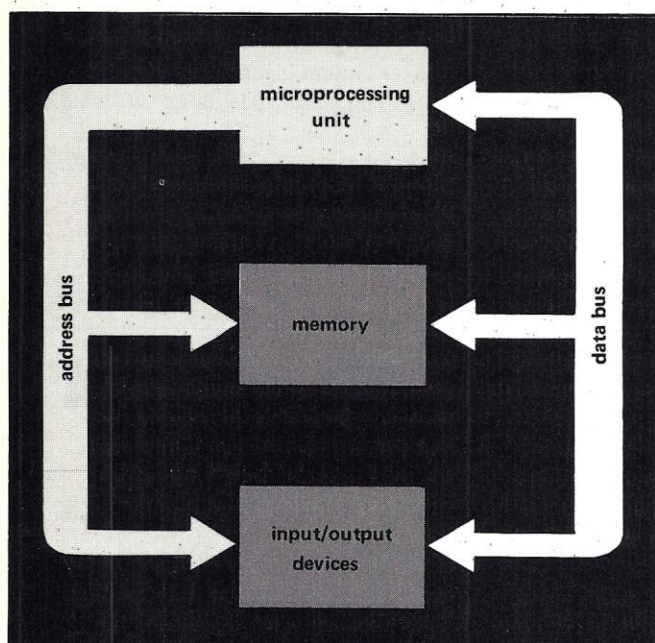 microprocessing
unit
address bus
memory
data bus
input/output
devices